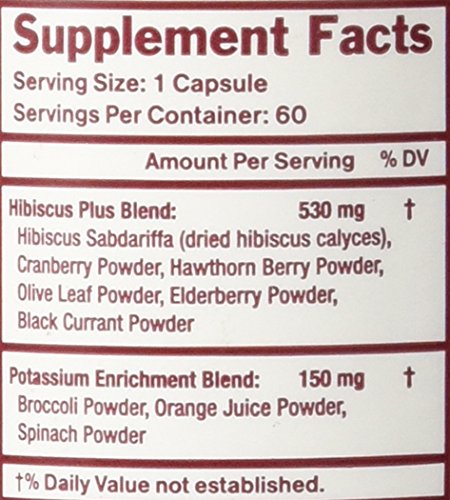 Supplement Facts
Serving Size: 1 Capsule
Servings Per Container: 60
Amount Per Serving % DV
Hibiscus Plus Blend: 530 mg †
Hibiscus Sabdariffa (dried hibiscus calyces),
Cranberry Powder, Hawthorn Berry Powder,
Olive Leaf Powder, Elderberry Powder,
Black Currant Powder
Potassium Enrichment Blend: 150 mg †
Broccoli Powder, Orange Juice Powder,
Spinach Powder
†% Daily Value not established.